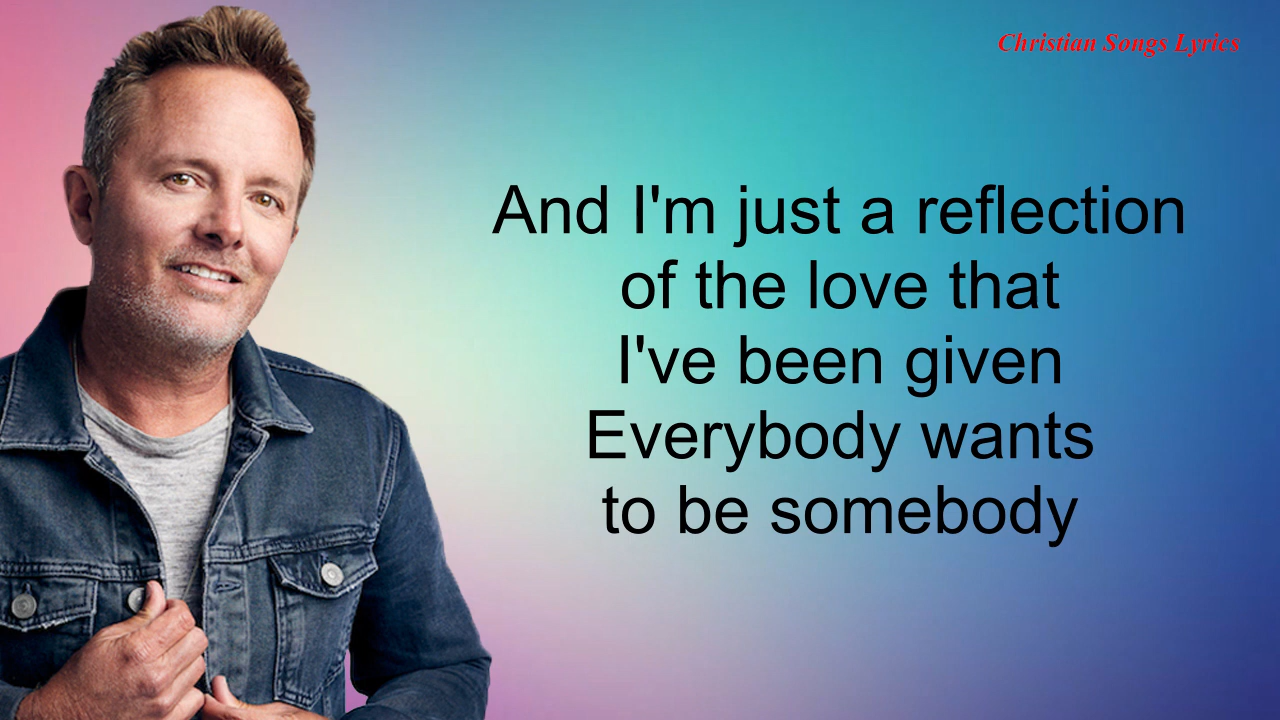 Christian Songs Lyrics
And I'm just a reflection
of the love that
I've been given
Everybody wants
to be somebody